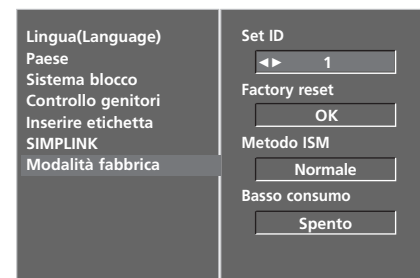 Lingua(Language)
Paese
Sistema blocco
Controllo genitori
Inserire etichetta
SIMPLINK
Modalità fabbrica
Set ID
◄► 1
Factory reset
OK
Metodo ISM
Normale
Basso consumo
Spento